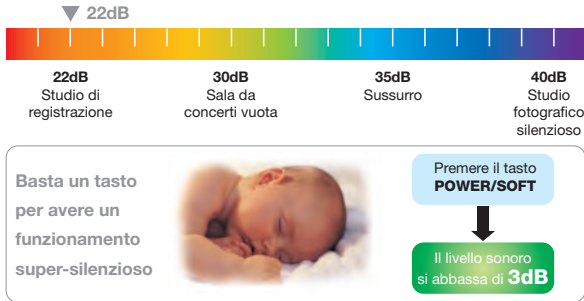 22dB
22dB
Studio di
registrazione
30dB
Sala da
concerti vuota
35dB
Sussurro
40dB
Studio
fotografico
silenzioso
Basta un tasto
per avere un
funzionamento
super-silenzioso
Premere il tasto
POWER/SOFT
Il livello sonoro
si abbassa di 3dB